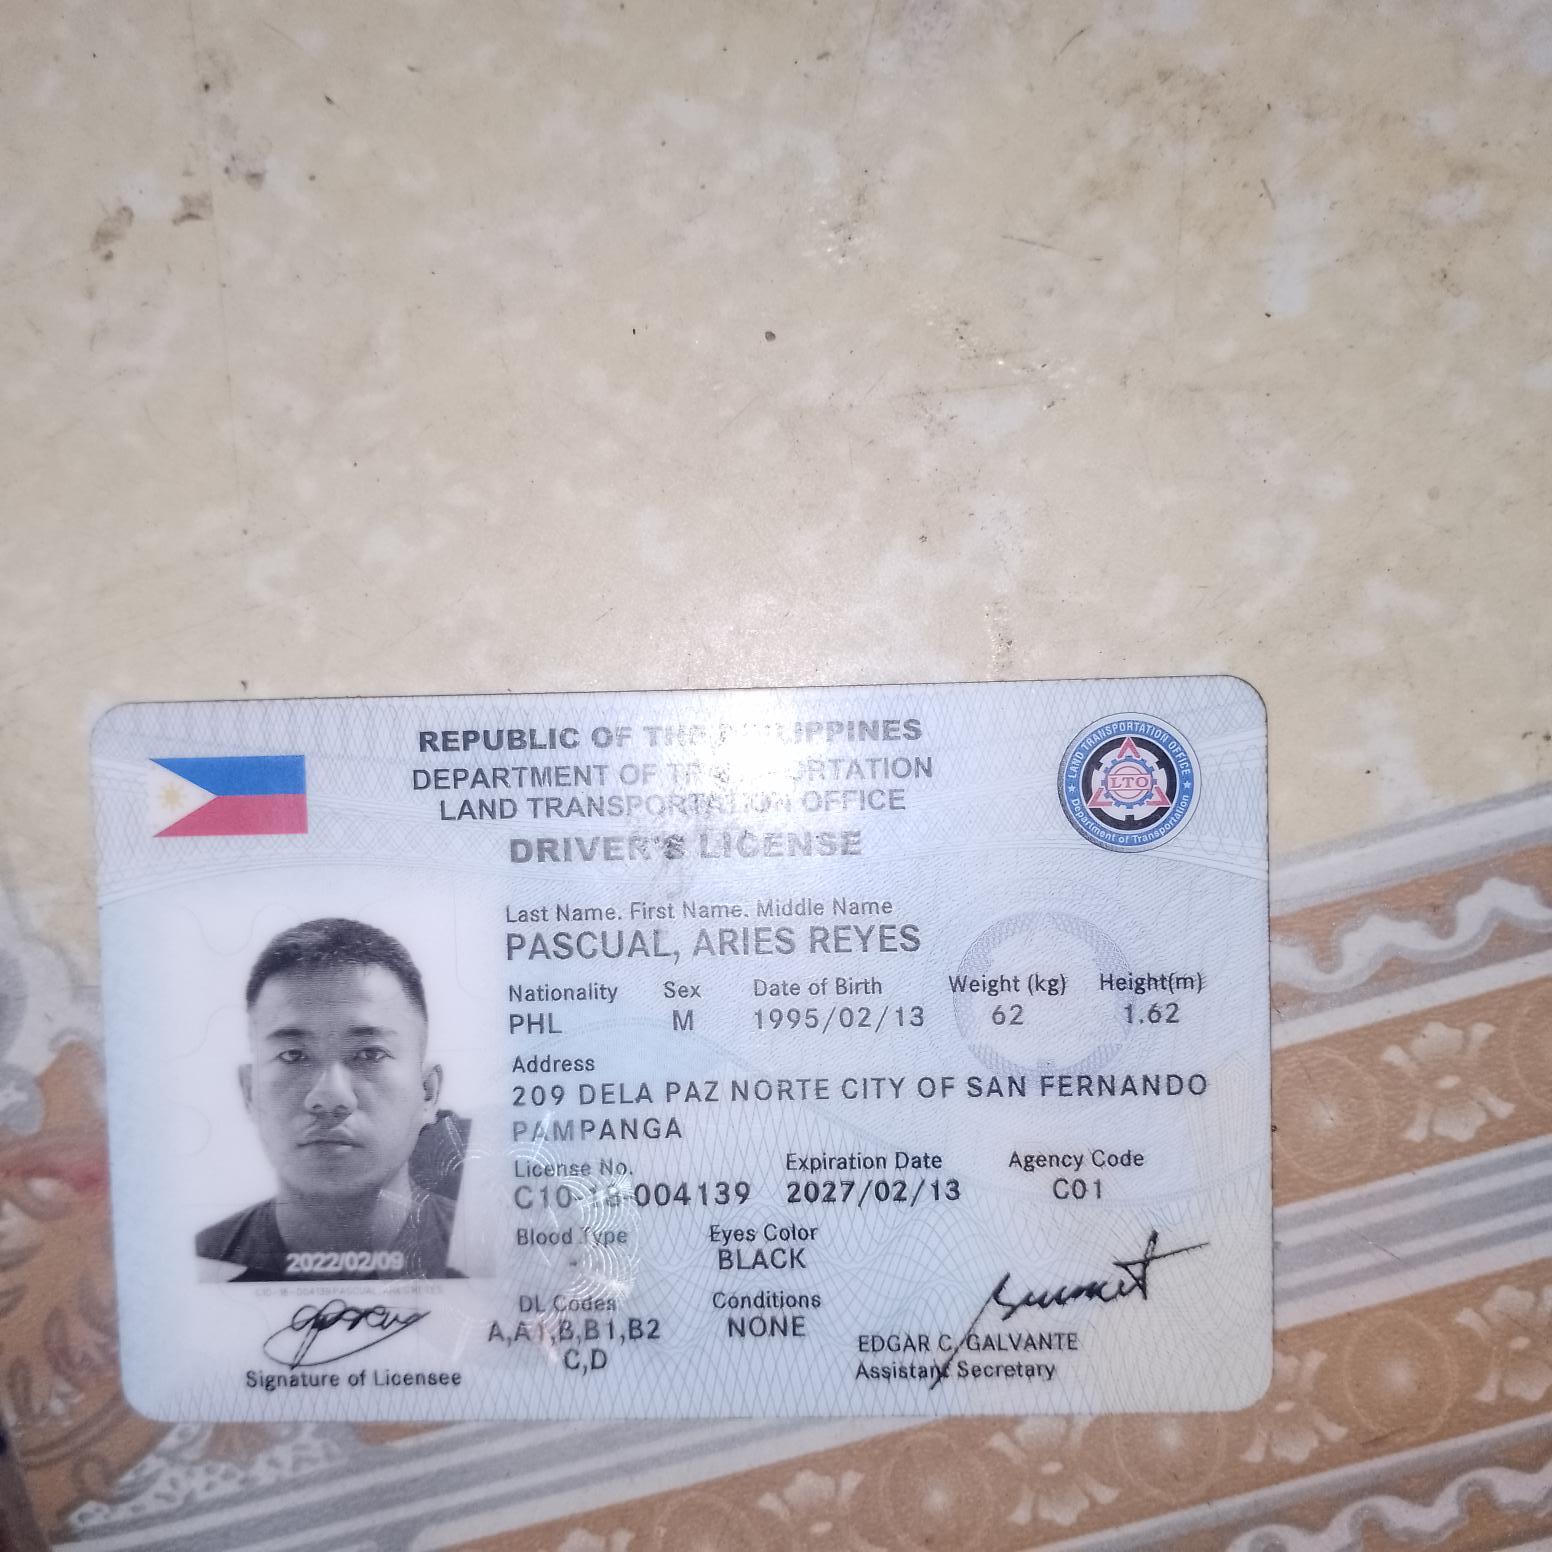 REPUBLIC OF THE PHILIPPINES
DEPARTMENT OF TRANSPORTATION
LAND TRANSPORTATION OFFICE
DRIVER'S LICENSE
LAND TRANSPORTATION OFFICE
LTO
Department of Transportation
Last Name. First Name. Middle Name
PASCUAL, ARIES REYES
Nationality Sex Date of Birth Weight (kg) Height(m)
PHL M 1995/02/13 62 1.62
Address
209 DELA PAZ NORTE CITY OF SAN FERNANDO
PAMPANGA
License No. Expiration Date Agency Code
C10-18-004139 2027/02/13 C01
Blood Type Eyes Color
- BLACK
2022/02/09
DL Codes Conditions
A,A1,B,B1,B2 NONE
C,D
EDGAR C. GALVANTE
Assistant Secretary
Signature of Licensee